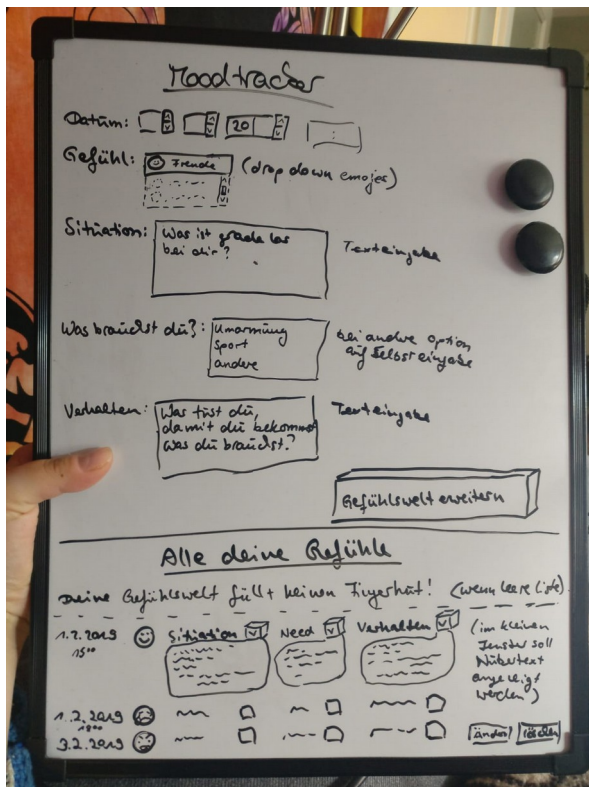 Moodtracker
Datum: 20 :
Gefühl: Freude (drop down emojes)
Situation: Was ist grade los
bei dir?
Texteingabe
Was brauchst du?: Umarmung
Sport
andere
bei andere Option
auf Selbsteingabe
Verhalten: Was tust du,
damit du bekommst
was du brauchst?
Texteingabe
Gefühlswelt erweitern
Alle deine Gefühle
Deine Gefühlswelt füllt keinen Fingerhut! (wenn leere Liste)
1.2.2019 Situation Need Verhalten
15⁰⁰
(im kleinen
Fenster soll
angezeigt
werden)
1.2.2019
18⁰⁰
3.2.2019 ändern löschen